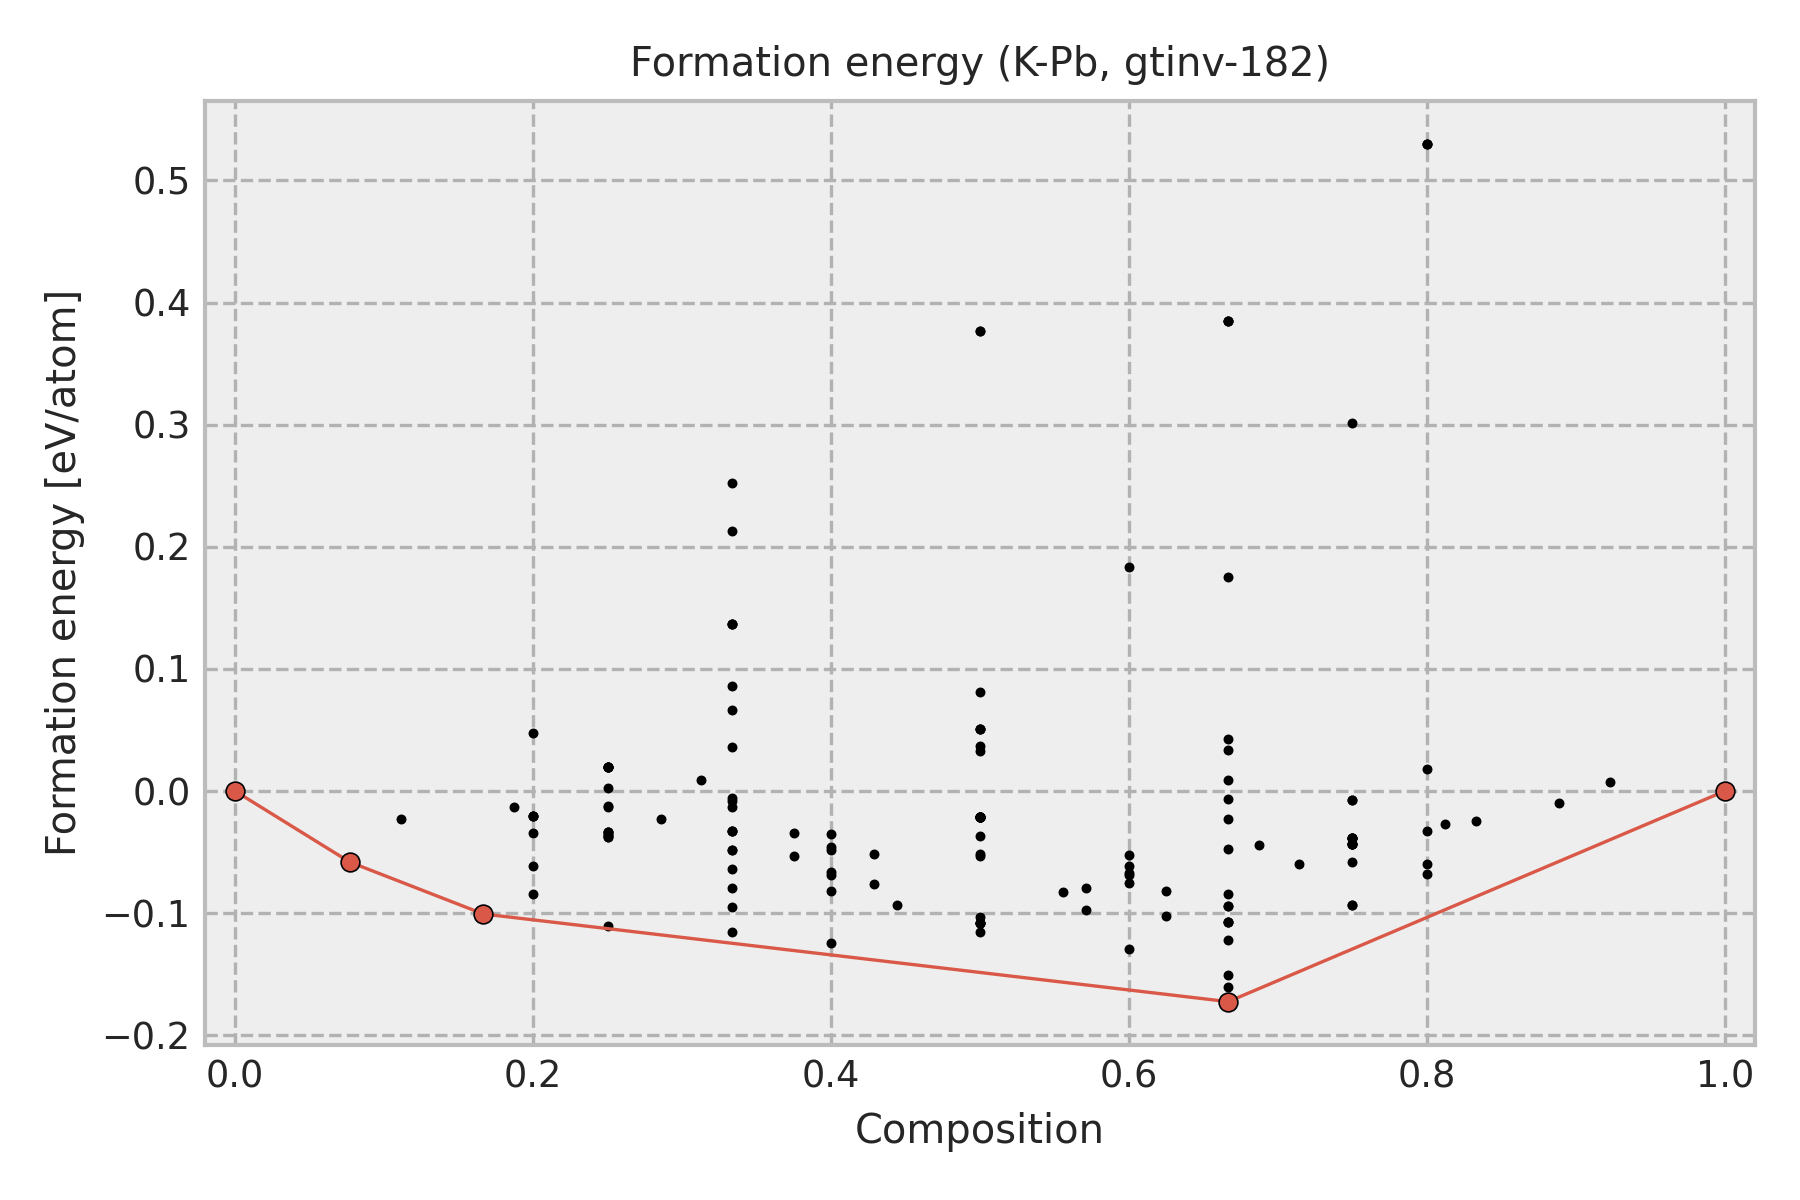 Formation energy (K-Pb, gtinv-182)
Formation energy [eV/atom]
0.5
0.4
0.3
0.2
0.1
0.0
−0.1
−0.2
0.0 0.2 0.4 0.6 0.8 1.0
Composition